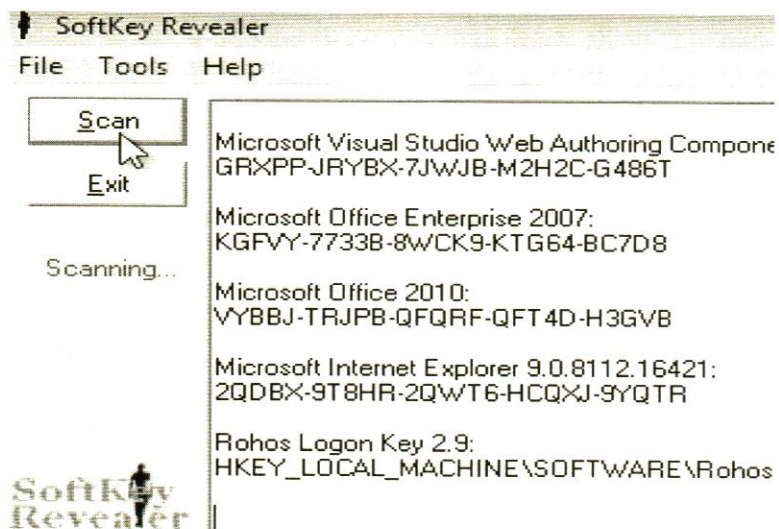 SoftKey Revealer
File Tools Help
Scan
Exit
Scanning...
Microsoft Visual Studio Web Authoring Compone
GRXPP-JRYBX-7JWJB-M2H2C-G486T
Microsoft Office Enterprise 2007:
KGFVY-7733B-8WCK9-KTG64-BC7D8
Microsoft Office 2010:
VYBBJ-TRJPB-QFQRF-QFT4D-H3GVB
Microsoft Internet Explorer 9.0.8112.16421:
2QDBX-9T8HR-2QWT6-HCQXJ-9YQTR
Rohos Logon Key 2.9:
HKEY_LOCAL_MACHINE\SOFTWARE\Rohos
SoftKey
Revealer